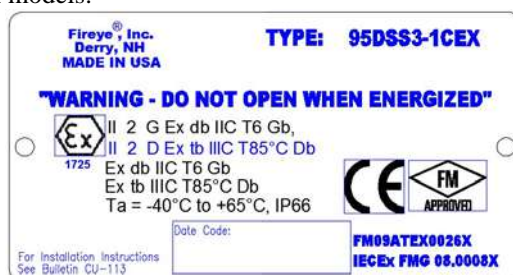 models.
Fireye®, Inc.
Derry, NH
MADE IN USA
TYPE: 95DSS3-1CEX
"WARNING - DO NOT OPEN WHEN ENERGIZED"
Ex
1725
II 2 G Ex db IIC T6 Gb,
II 2 D Ex tb IIIC T85°C Db
Ex db IIC T6 Gb
Ex tb IIIC T85°C Db
Ta = -40°C to +65°C, IP66
CE
FM
APPROVED
Date Code:
For Installation Instructions
See Bulletin CU-113
FM09ATEX0026X
IECEx FMG 08.0008X